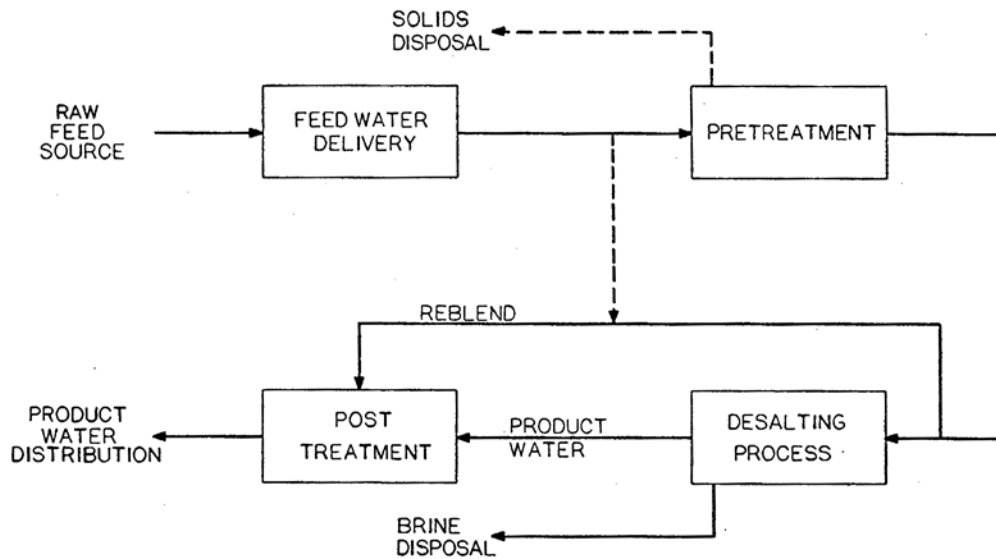 SOLIDS
DISPOSAL
RAW
FEED
SOURCE
FEED WATER
DELIVERY
PRETREATMENT
REBLEND
PRODUCT
WATER
DISTRIBUTION
POST
TREATMENT
PRODUCT
WATER
DESALTING
PROCESS
BRINE
DISPOSAL